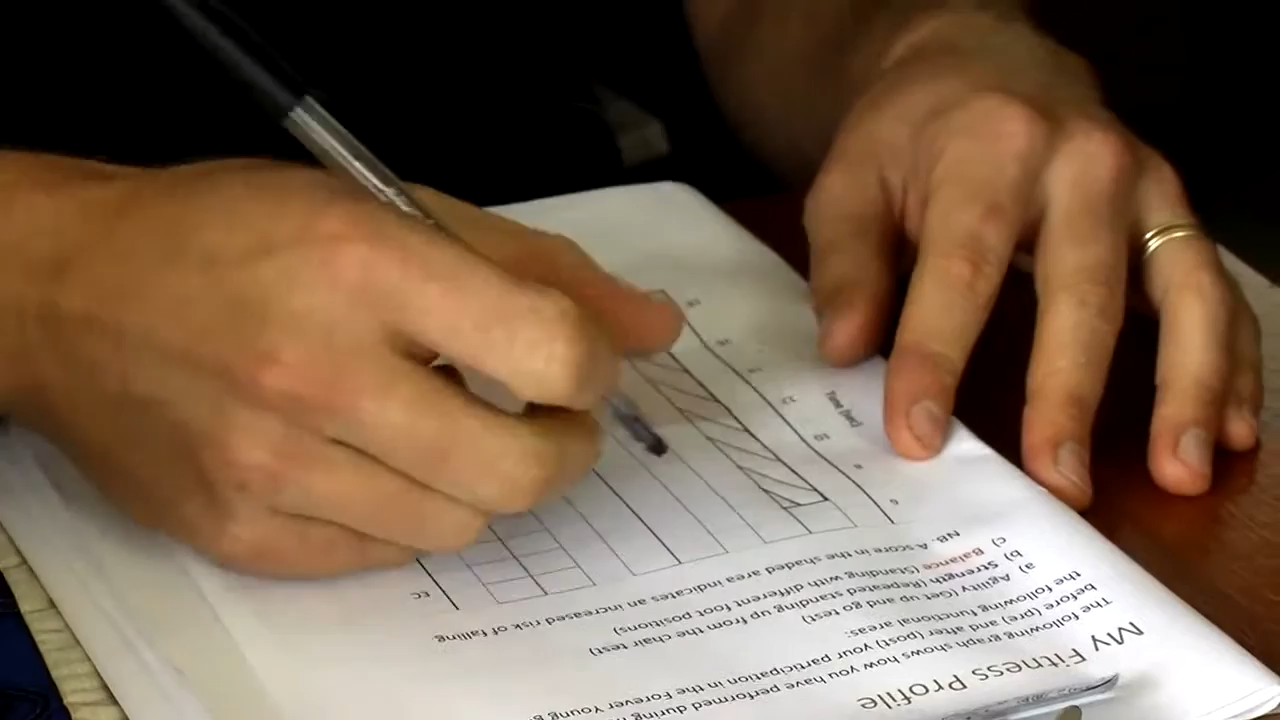 My Fitness Profile
The following graph shows how you have performed during
before (pre) and after (post) your participation in the Forever Young
the following functional areas:
a) Agility (Get up and go test)
b) Strength (Repeated standing up from the chair test)
c) Balance (Standing with different foot positions)
NB. A score in the shaded area indicates an increased risk of falling
Time (sec)
EC